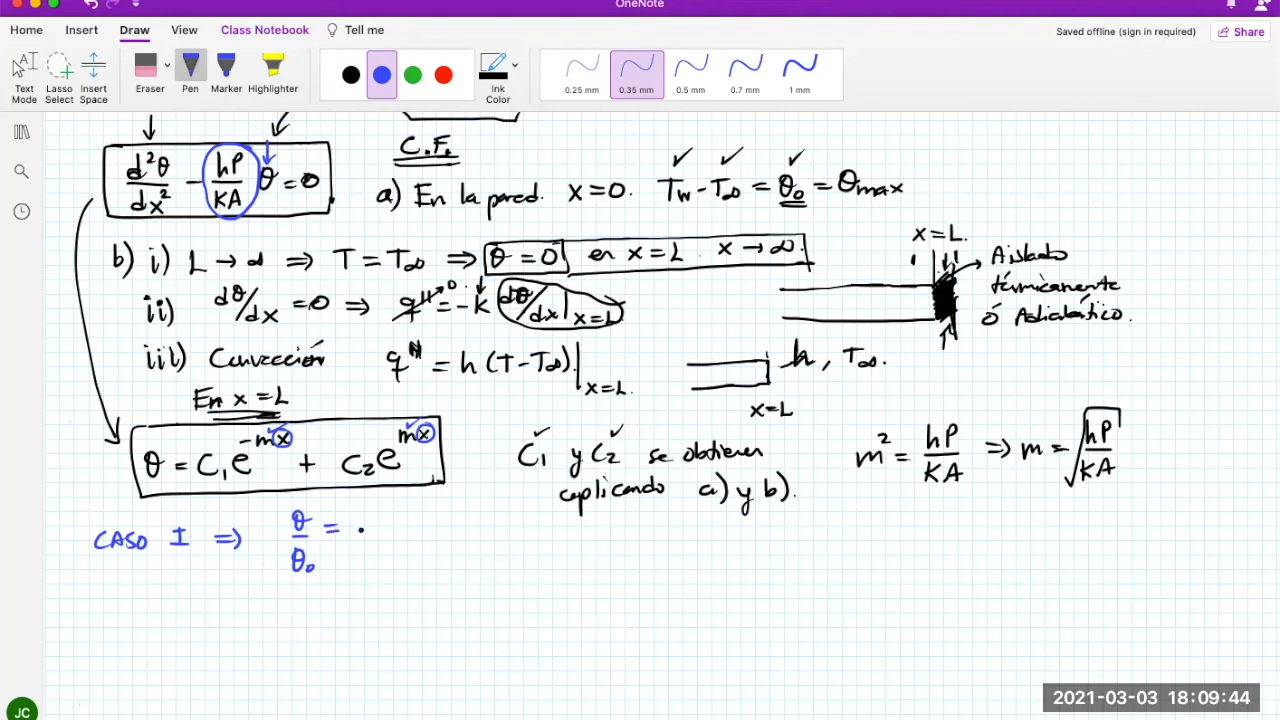 OneNote
Home Insert Draw View Class Notebook Tell me
Saved offline (sign in required) Share
Text Mode Lasso Select Insert Space Eraser Pen Marker Highlighter Ink Color 0.25 mm 0.35 mm 0.5 mm 0.7 mm 1 mm
C.F.
d²θ/dx² - hP/KA θ = 0
a) En la pared. x=0. Tw - T∞ = θ₀ = θmax
b) i) L → ∞ ⇒ T = T∞ ⇒ θ = 0 en x = L x → ∞.
x = L.
Aislado térmicamente ó Adiabático.
ii) dθ/dx = 0 ⇒ q'' = -k dθ/dx|x=L 0
iii) Convección q'' = h (T - T∞)|x=L. h, T∞.
x = L
En x = L
θ = C₁e^-mx + C₂e^mx
C₁ y C₂ se obtienen aplicando a) y b).
m² = hP/KA ⇒ m = √hP/KA
CASO I ⇒ θ/θ₀ =
JC
2021-03-03 18:09:44